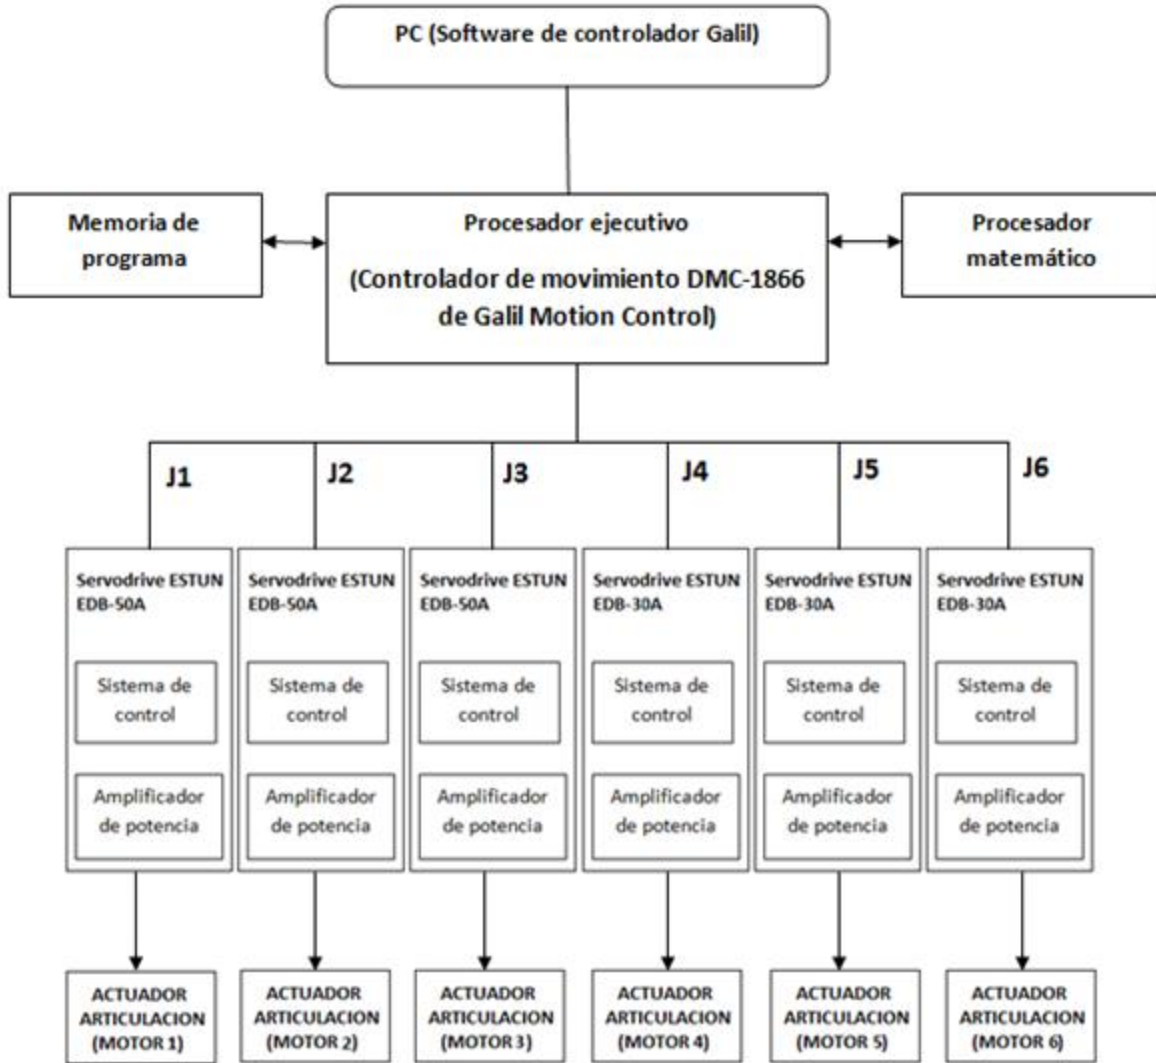 PC (Software de controlador Galil)
Memoria de
programa
Procesador ejecutivo
(Controlador de movimiento DMC-1866
de Galil Motion Control)
Procesador
matemático
J1
J2
J3
J4
J5
J6
Servodrive ESTUN
EDB-50A
Sistema de
control
Amplificador
de potencia
Servodrive ESTUN
EDB-50A
Sistema de
control
Amplificador
de potencia
Servodrive ESTUN
EDB-50A
Sistema de
control
Amplificador
de potencia
Servodrive ESTUN
EDB-30A
Sistema de
control
Amplificador
de potencia
Servodrive ESTUN
EDB-30A
Sistema de
control
Amplificador
de potencia
Servodrive ESTUN
EDB-30A
Sistema de
control
Amplificador
de potencia
ACTUADOR
ARTICULACION
(MOTOR 1)
ACTUADOR
ARTICULACION
(MOTOR 2)
ACTUADOR
ARTICULACION
(MOTOR 3)
ACTUADOR
ARTICULACION
(MOTOR 4)
ACTUADOR
ARTICULACION
(MOTOR 5)
ACTUADOR
ARTICULACION
(MOTOR 6)